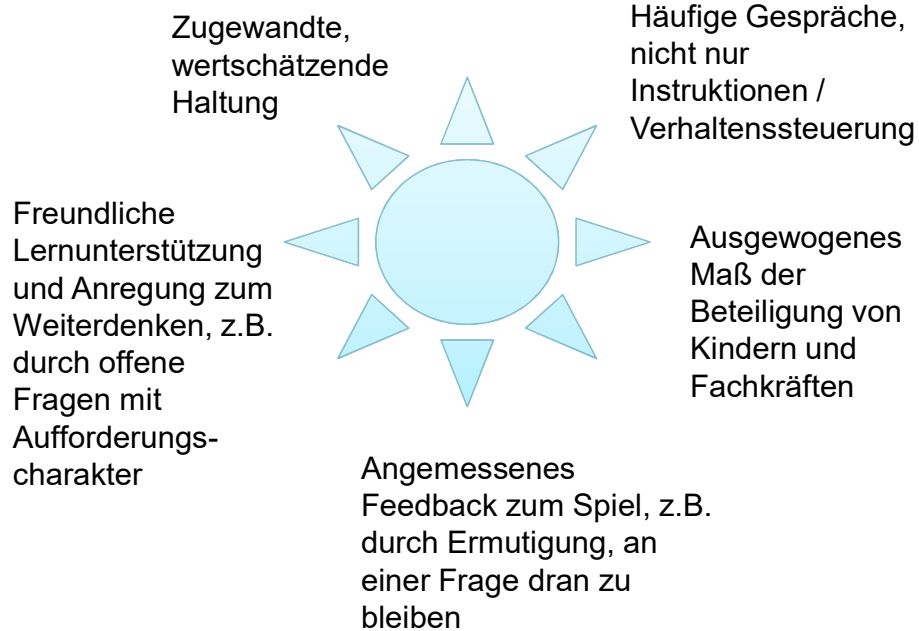 Zugewandte,
wertschätzende
Haltung
Häufige Gespräche,
nicht nur
Instruktionen /
Verhaltenssteuerung
Freundliche
Lernunterstützung
und Anregung zum
Weiterdenken, z.B.
durch offene
Fragen mit
Aufforderungs-
charakter
Ausgewogenes
Maß der
Beteiligung von
Kindern und
Fachkräften
Angemessenes
Feedback zum Spiel, z.B.
durch Ermutigung, an
einer Frage dran zu
bleiben